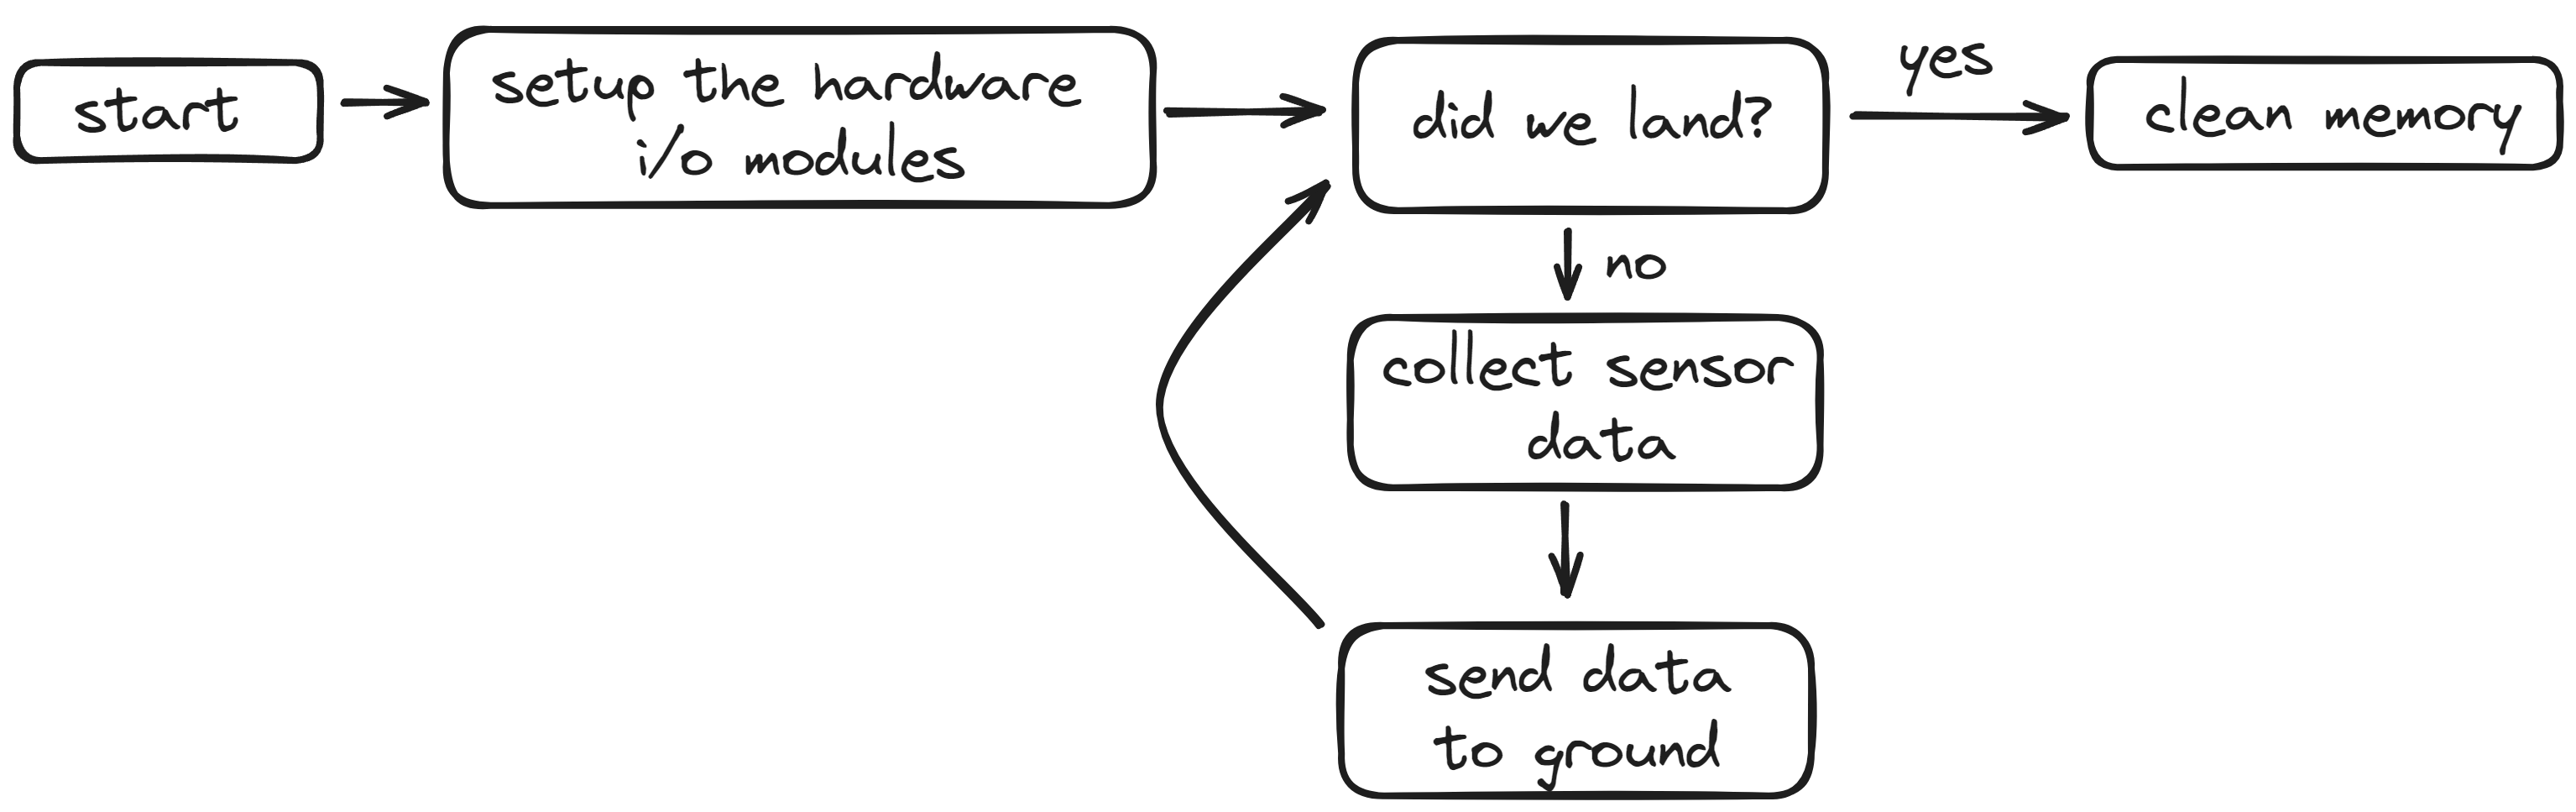 start
setup the hardware
i/o modules
did we land?
yes
clean memory
no
collect sensor
data
send data
to ground